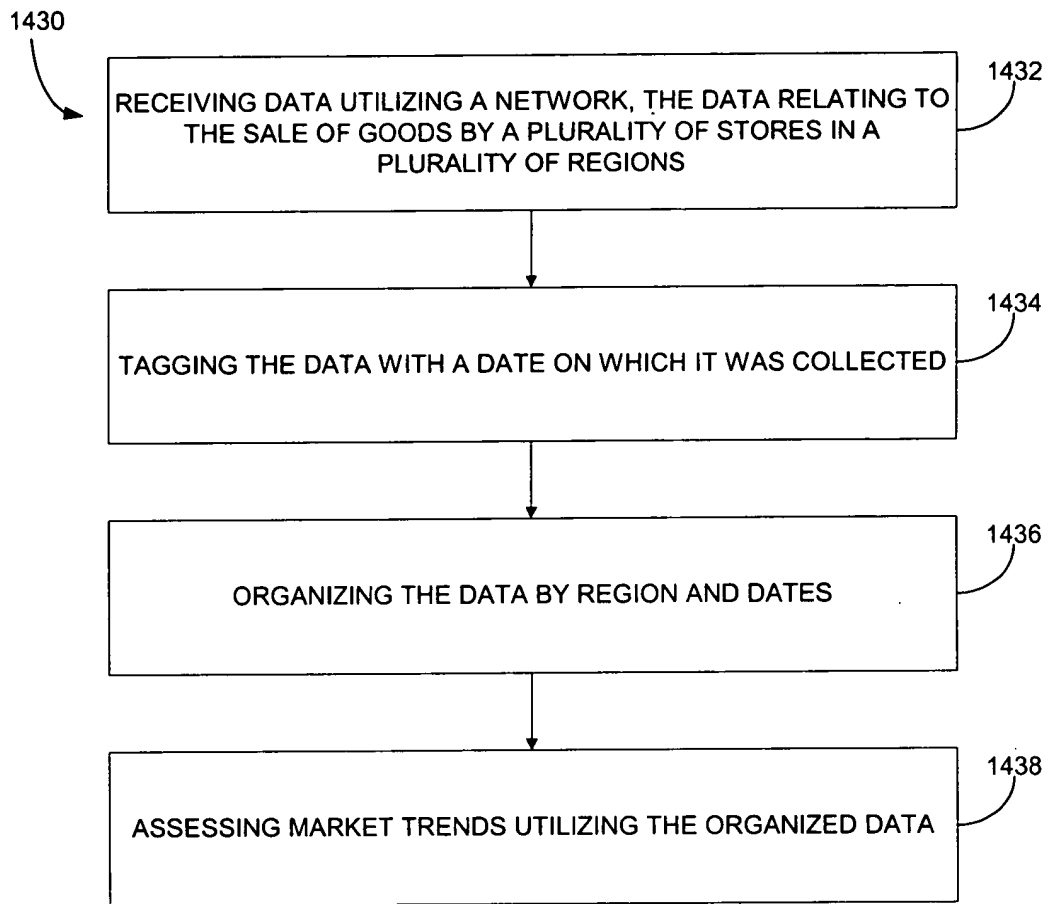 1430
1432
RECEIVING DATA UTILIZING A NETWORK, THE DATA RELATING TO
THE SALE OF GOODS BY A PLURALITY OF STORES IN A
PLURALITY OF REGIONS
1434
TAGGING THE DATA WITH A DATE ON WHICH IT WAS COLLECTED
1436
ORGANIZING THE DATA BY REGION AND DATES
1438
ASSESSING MARKET TRENDS UTILIZING THE ORGANIZED DATA